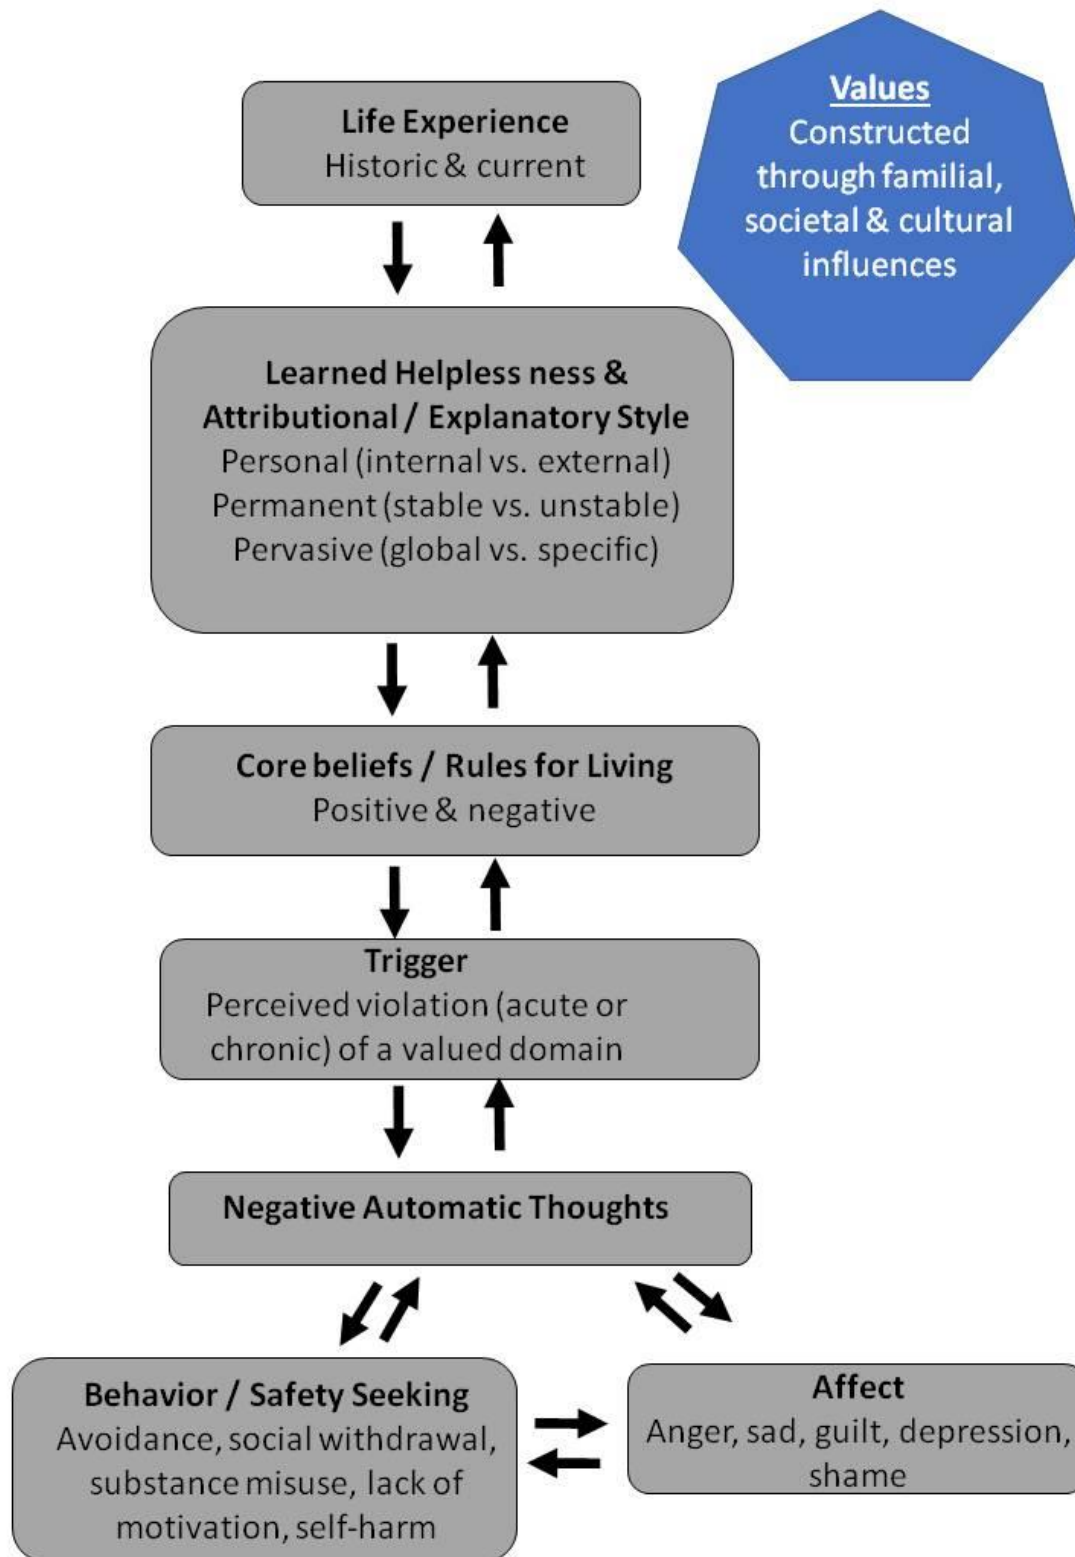 Values
Constructed
through familial,
societal & cultural
influences
Life Experience
Historic & current
Learned Helpless ness &
Attributional / Explanatory Style
Personal (internal vs. external)
Permanent (stable vs. unstable)
Pervasive (global vs. specific)
Core beliefs / Rules for Living
Positive & negative
Trigger
Perceived violation (acute or
chronic) of a valued domain
Negative Automatic Thoughts
Behavior / Safety Seeking
Avoidance, social withdrawal,
substance misuse, lack of
motivation, self-harm
Affect
Anger, sad, guilt, depression,
shame